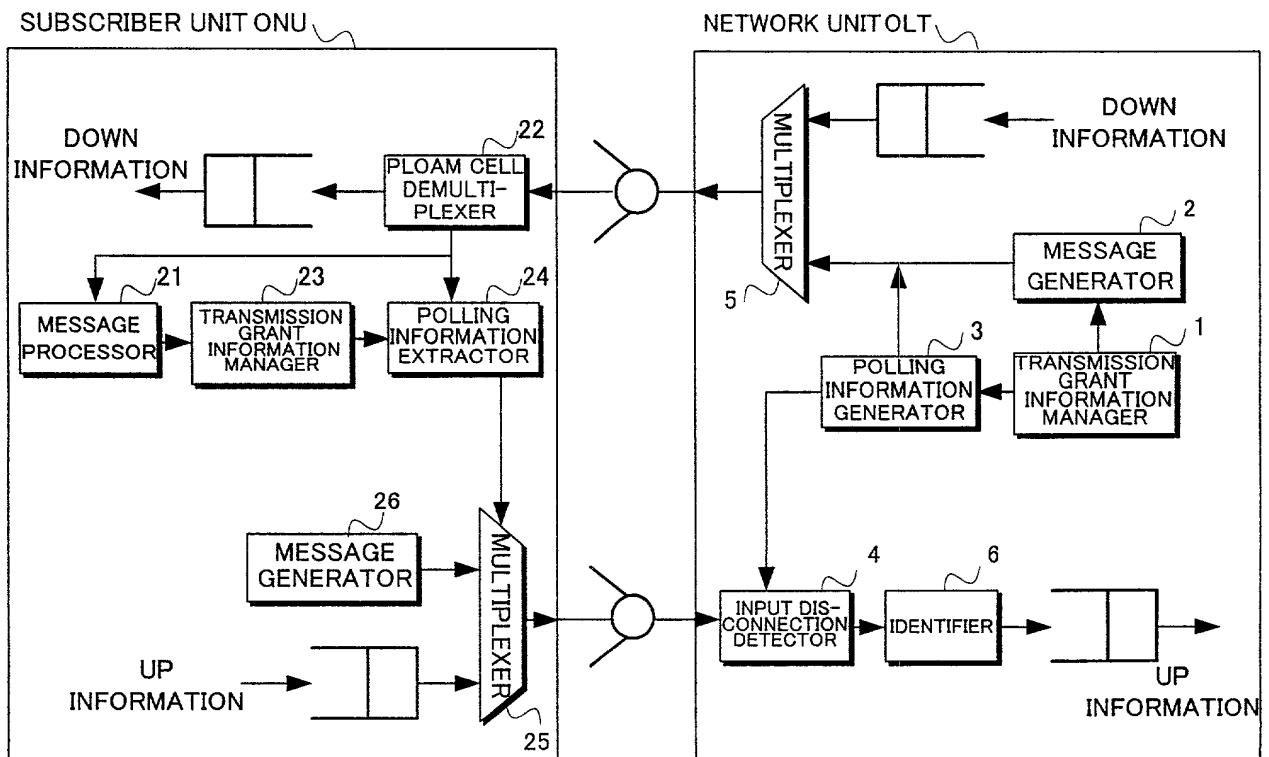 SUBSCRIBER UNIT ONU
NETWORK UNIT OLT
DOWN
INFORMATION
22
PLOAM CELL
DEMULTI-
PLEXER
21
MESSAGE
PROCESSOR
23
TRANSMISSION
GRANT
INFORMATION
MANAGER
24
POLLING
INFORMATION
EXTRACTOR
26
MESSAGE
GENERATOR
MULTIPLEXER
25
UP
INFORMATION
MULTIPLEXER
5
DOWN
INFORMATION
2
MESSAGE
GENERATOR
3
POLLING
INFORMATION
GENERATOR
1
TRANSMISSION
GRANT
INFORMATION
MANAGER
4
INPUT DIS-
CONNECTION
DETECTOR
6
IDENTIFIER
UP
INFORMATION